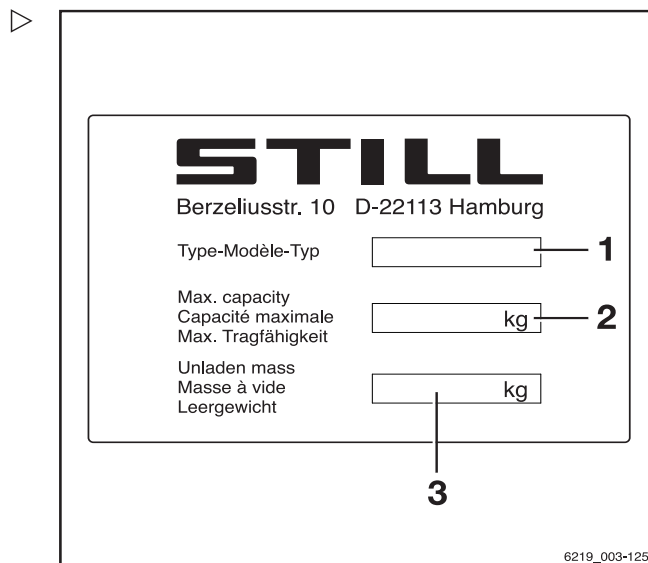 STILL
Berzeliusstr. 10 D-22113 Hamburg
Type-Modèle-Typ
1
Max. capacity
Capacité maximale
Max. Tragfähigkeit
kg
2
Unladen mass
Masse à vide
Leergewicht
kg
3
6219_003-125